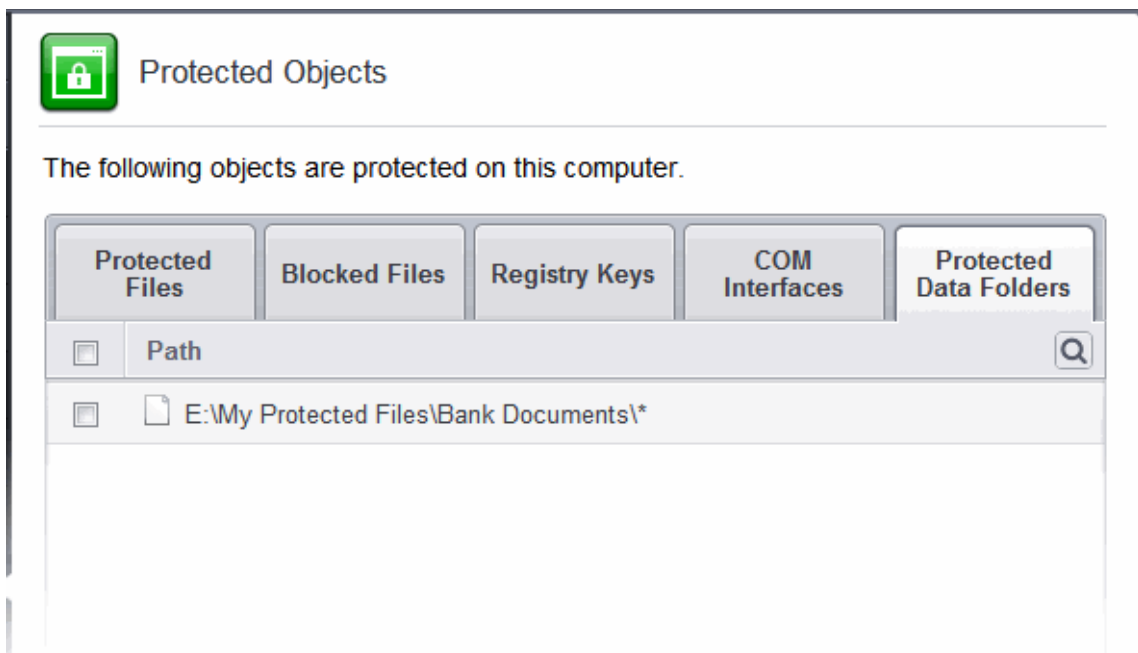 Protected Objects
The following objects are protected on this computer.
Protected
Files
Blocked Files
Registry Keys
COM
Interfaces
Protected
Data Folders
Path
E:\My Protected Files\Bank Documents\*